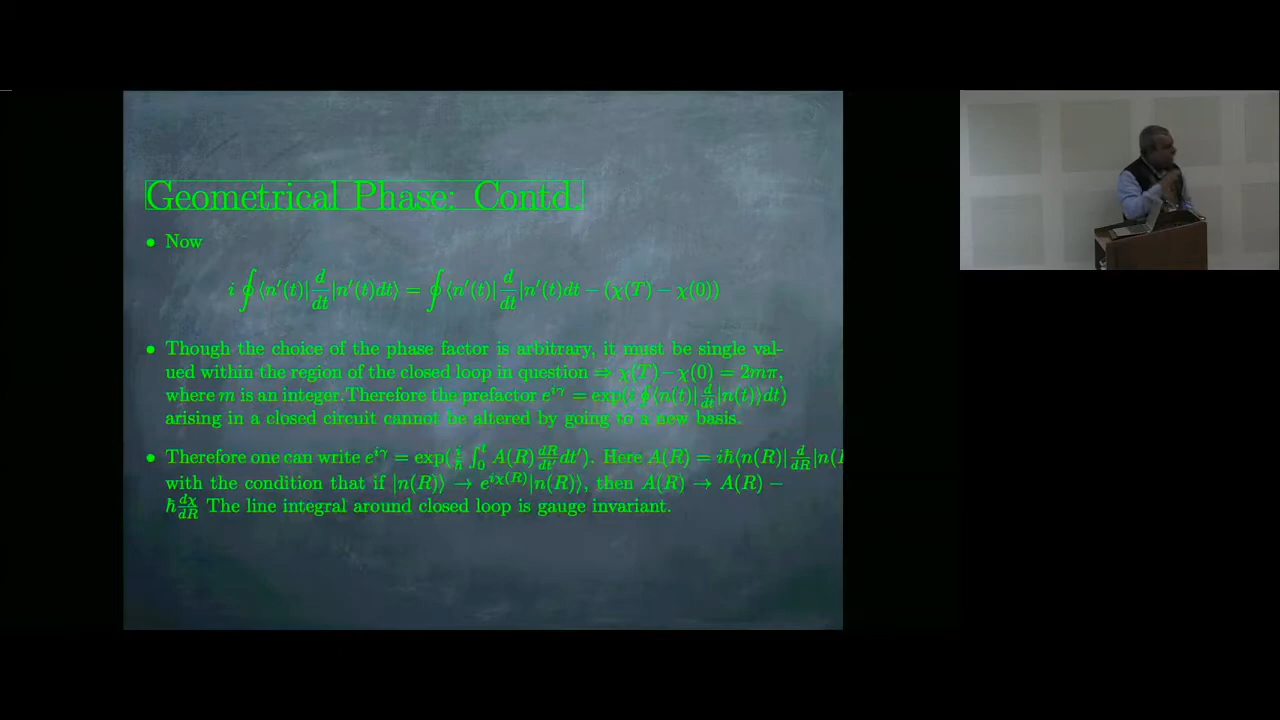 Geometrical Phase: Contd.
• Now
i∮⟨n′(t)|d/dt|n′(t)dt⟩ = ∮⟨n′(t)|d/dt|n′(t)dt − (χ(T) − χ(0))
• Though the choice of the phase factor is arbitrary, it must be single val-
ued within the region of the closed loop in question ⇒ χ(T)−χ(0) = 2mπ,
where m is an integer.Therefore the prefactor e^{iγ} = exp(i∮⟨n(t)|d/dt|n(t)⟩dt)
arising in a closed circuit cannot be altered by going to a new basis.
• Therefore one can write e^{iγ} = exp(i/ħ ∫_0^t A(R) dR/dt′ dt′). Here A(R) = iħ⟨n(R)|d/dR|n(
with the condition that if |n(R)⟩ → e^{iχ(R)}|n(R)⟩, then A(R) → A(R) −
ħ dχ/dR The line integral around closed loop is gauge invariant.